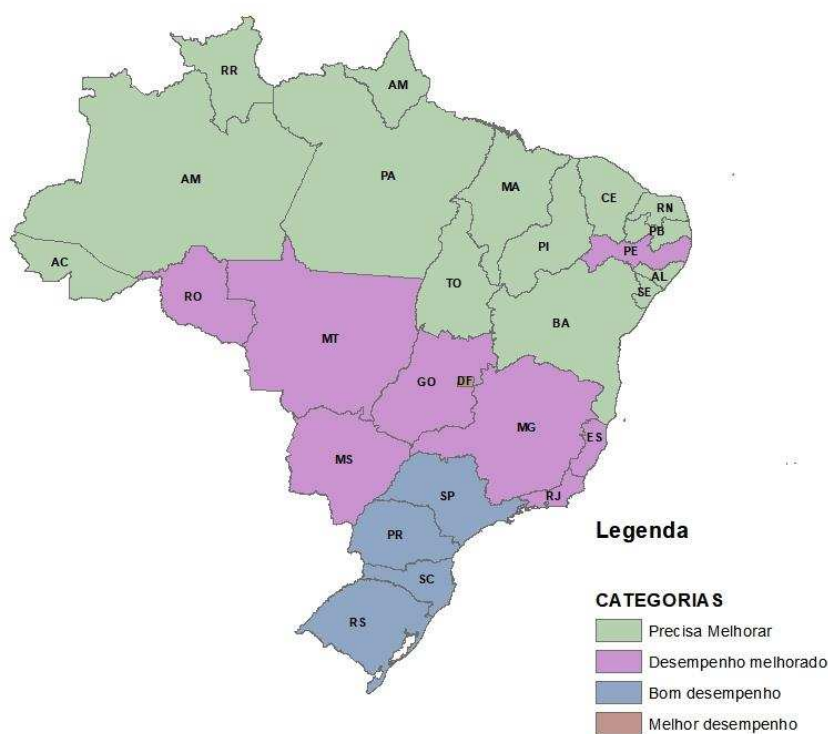 RR
AM
AM
PA
MA
CE
RN
PB
PI
PE
AC
AL
TO
SE
RO
BA
MT
GO
DF
MG
ES
MS
SP
RJ
PR
SC
RS
Legenda
CATEGORIAS
Precisa Melhorar
Desempenho melhorado
Bom desempenho
Melhor desempenho